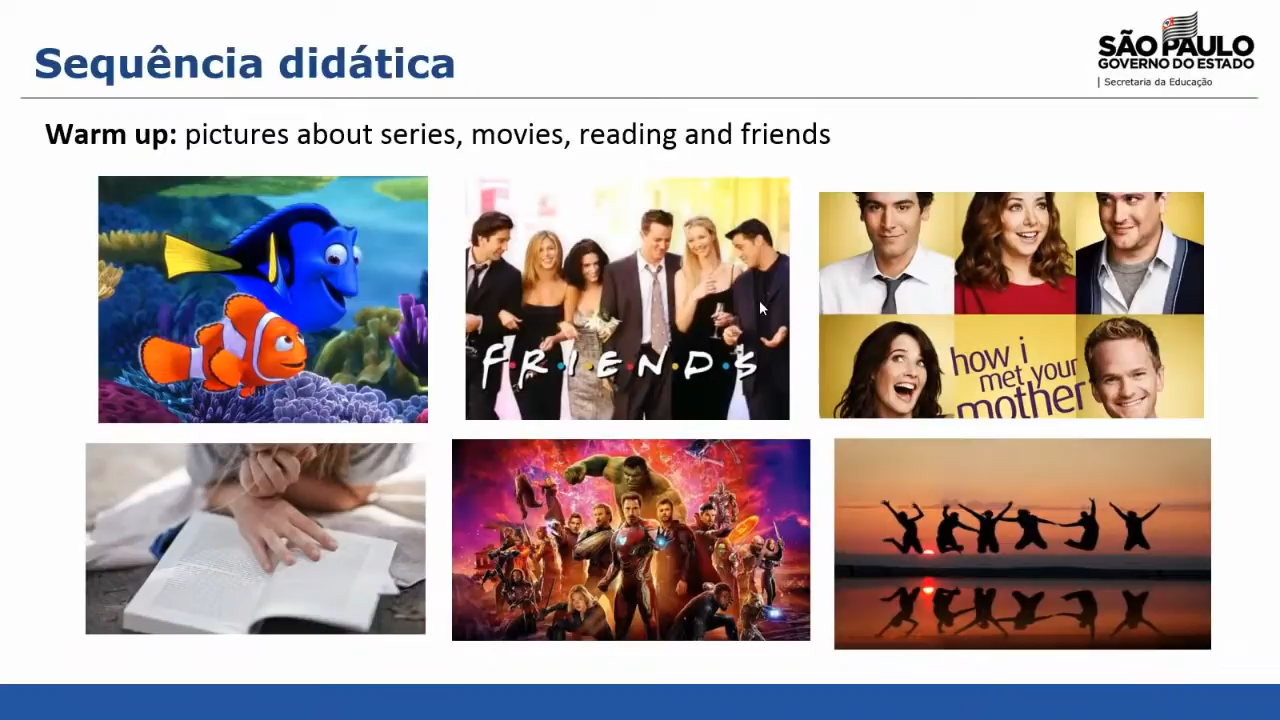 Sequência didática
SÃO PAULO
GOVERNO DO ESTADO
Secretaria da Educação
Warm up: pictures about series, movies, reading and friends
F·R·I·E·N·D·S
how i
met your
mother